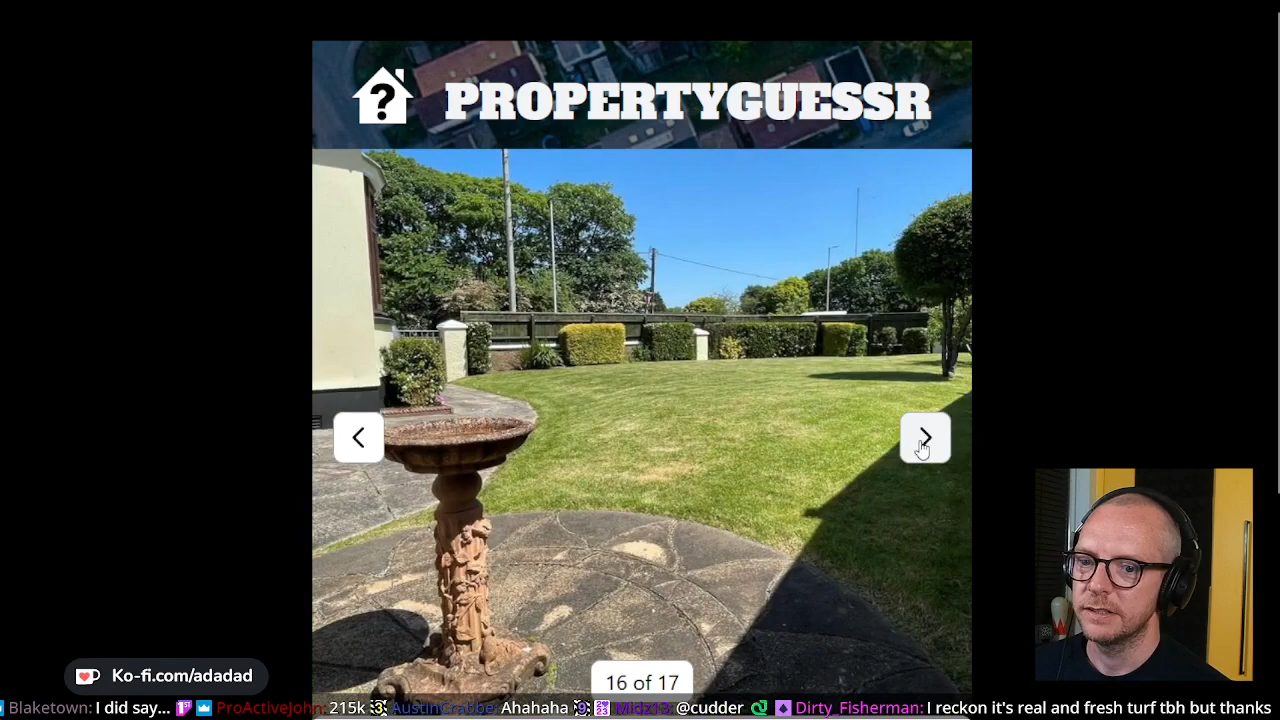 ?
PROPERTYGUESSR
16 of 17
Ko-fi.com/adadad
Blaketown: I did say... ProActiveJohn: 215k AustinCrabbe: Ahahaha Midz13: @cudder Dirty_Fisherman: I reckon it's real and fresh turf tbh but thanks